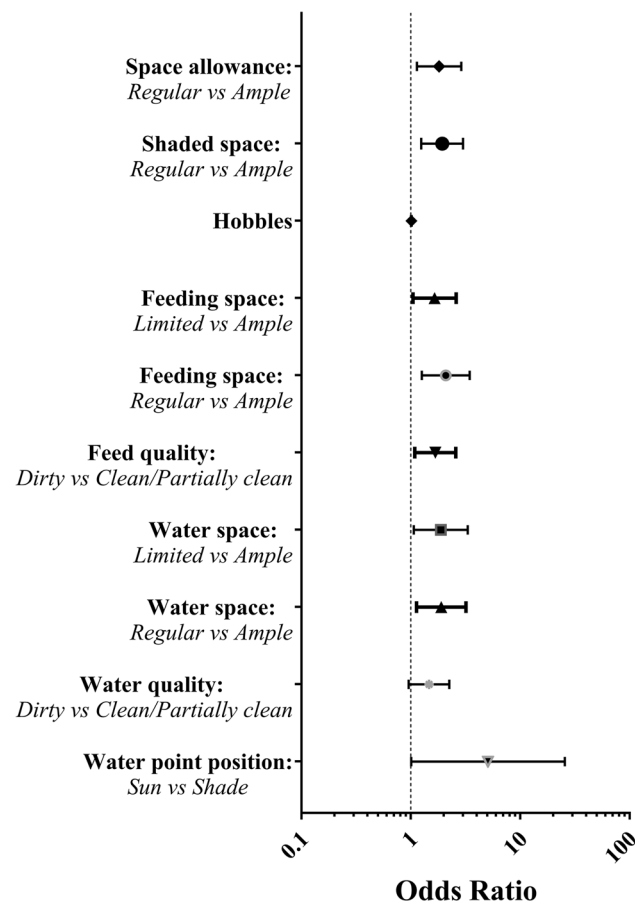 Space allowance:
Regular vs Ample
Shaded space:
Regular vs Ample
Hobbles
Feeding space:
Limited vs Ample
Feeding space:
Regular vs Ample
Feed quality:
Dirty vs Clean/Partially clean
Water space:
Limited vs Ample
Water space:
Regular vs Ample
Water quality:
Dirty vs Clean/Partially clean
Water point position:
Sun vs Shade
0.1 1 10 100
Odds Ratio